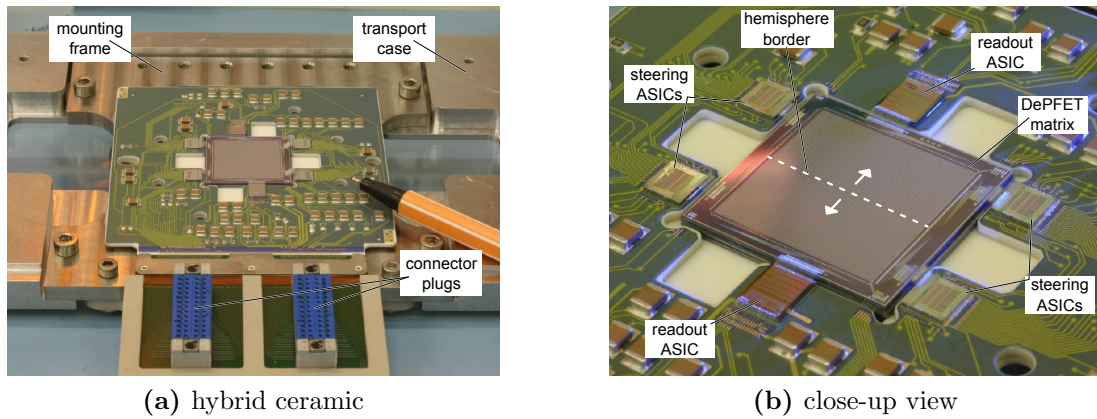 mounting
frame
transport
case
connector
plugs
(a) hybrid ceramic
hemisphere
border
readout
ASIC
steering
ASICs
DePFET
matrix
steering
ASICs
readout
ASIC
(b) close-up view